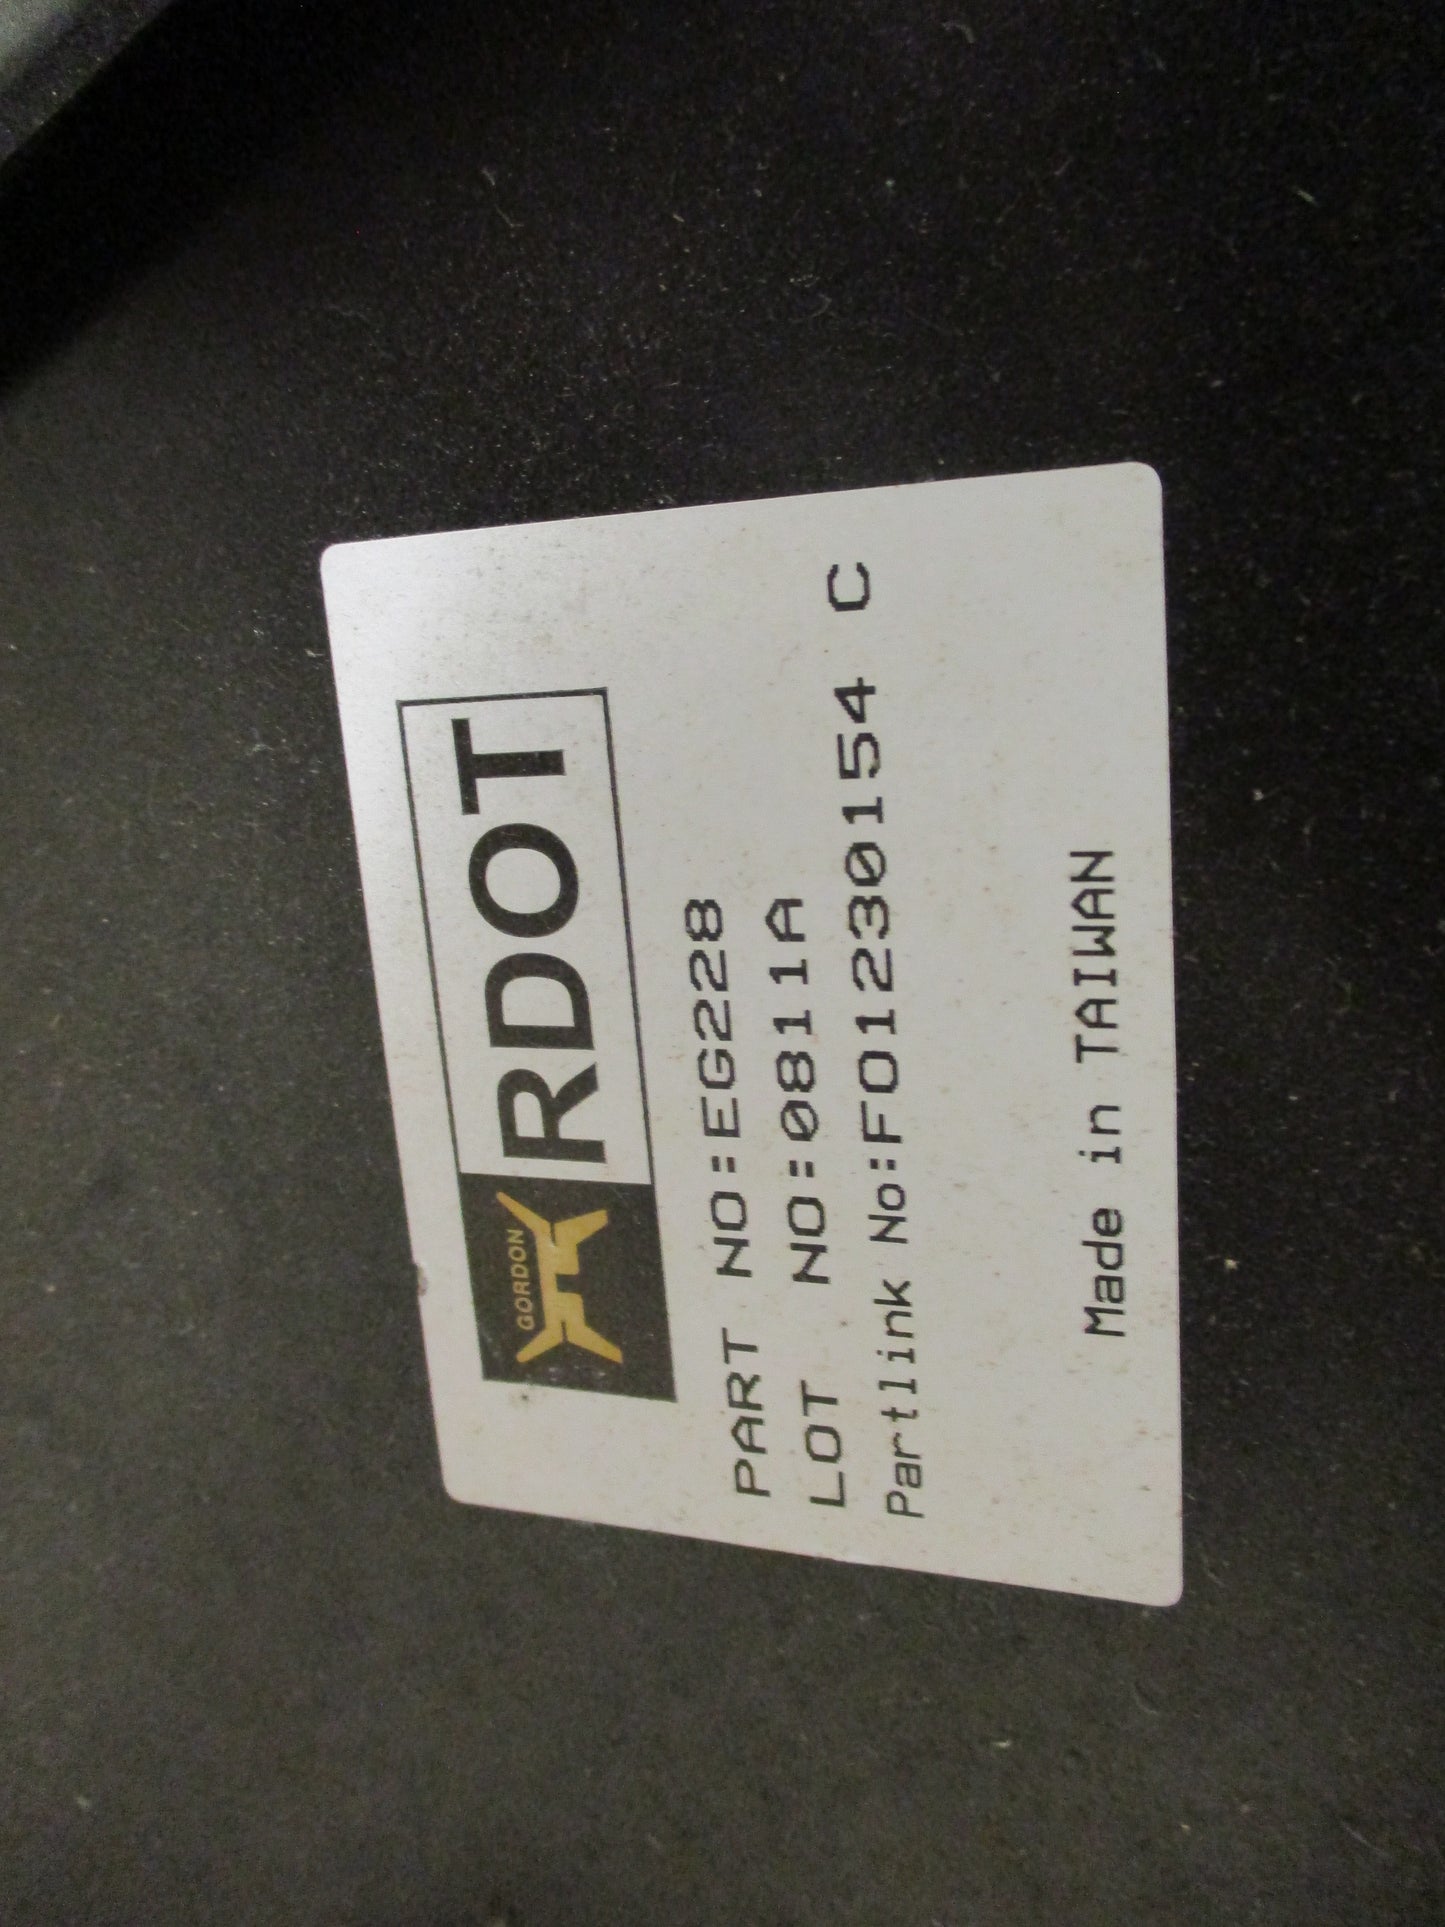 GORDON
RDOT
PART NO:EG228
LOT NO:0811A
Partlink No:F01230154 C
Made in TAIWAN